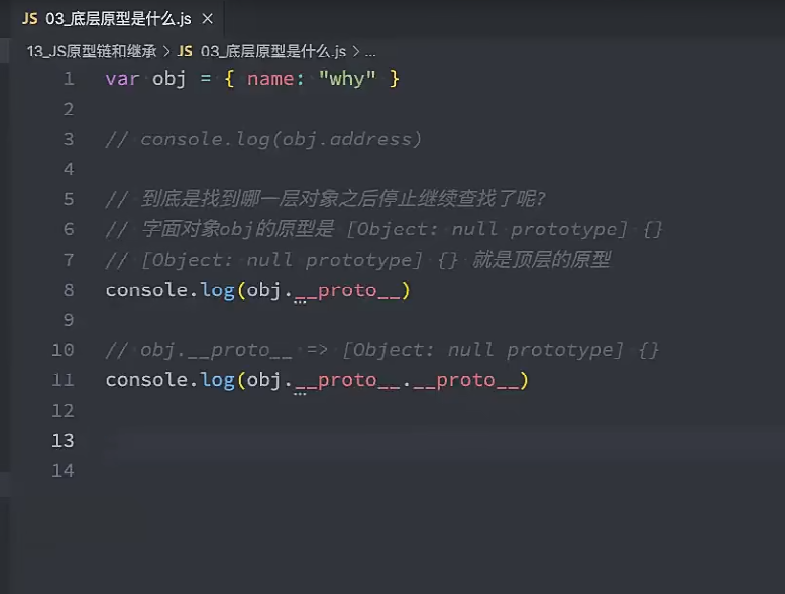 JS 03_底层原型是什么.js ×
13_JS原型链和继承 > JS 03_底层原型是什么.js > ...
1 var obj = { name: "why" }
2
3 // console.log(obj.address)
4
5 // 到底是找到哪一层对象之后停止继续查找了呢?
6 // 字面对象obj的原型是 [Object: null prototype] {}
7 // [Object: null prototype] {} 就是顶层的原型
8 console.log(obj.__proto__)
9
10 // obj.__proto__ => [Object: null prototype] {}
11 console.log(obj.__proto__.__proto__)
12
13
14